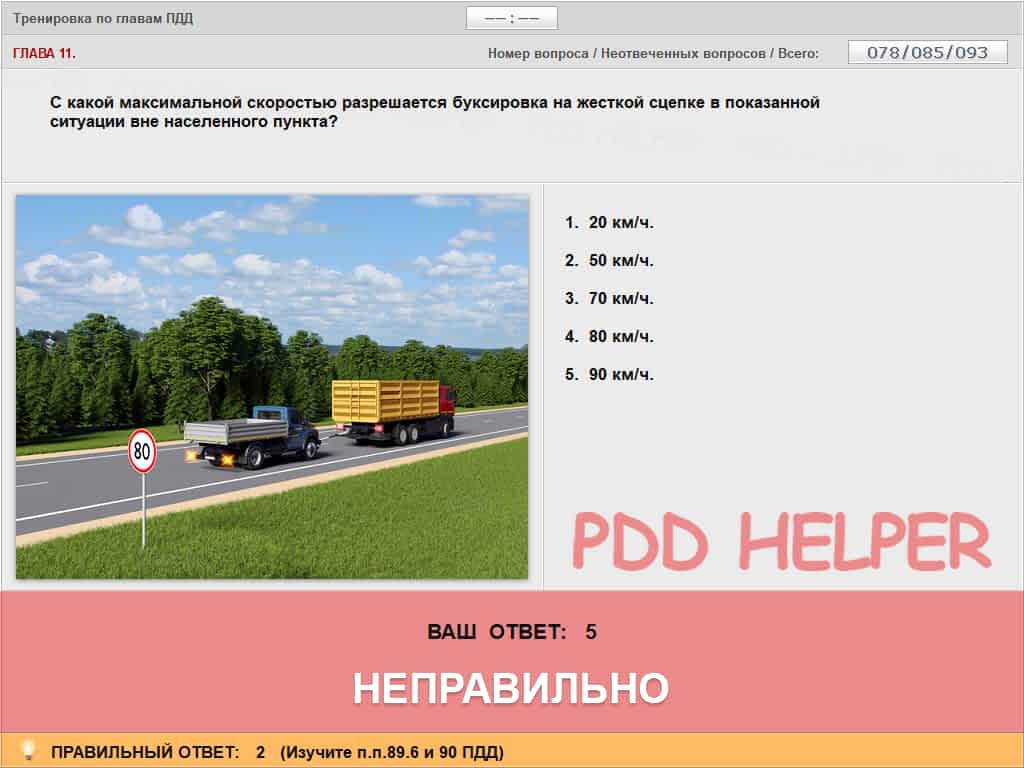 Тренировка по главам ПДД
—— : ——
ГЛАВА 11.
Номер вопроса / Неотвеченных вопросов / Всего:
078/085/093
С какой максимальной скоростью разрешается буксировка на жесткой сцепке в показанной
ситуации вне населенного пункта?
1. 20 км/ч.
2. 50 км/ч.
3. 70 км/ч.
4. 80 км/ч.
5. 90 км/ч.
80
PDD HELPER
ВАШ ОТВЕТ: 5
НЕПРАВИЛЬНО
ПРАВИЛЬНЫЙ ОТВЕТ: 2 (Изучите п.п.89.6 и 90 ПДД)